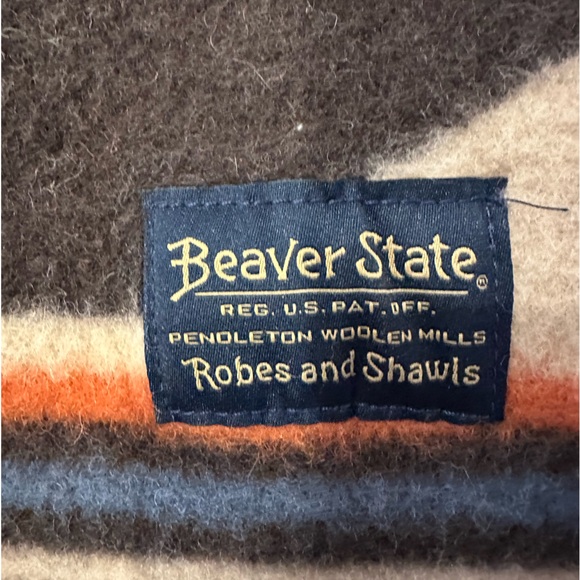 Beaver State®
REG. U.S. PAT. OFF.
PENDLETON WOOLEN MILLS
Robes and Shawls